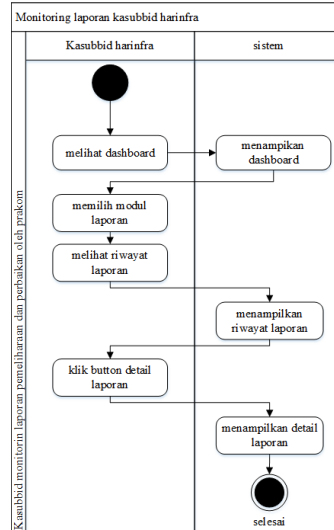 Monitoring laporan kasubbid harinfra
Kasubbid harinfra
sistem
Kasubbid monitorin laporan pemeliharaan dan perbaikan oleh prakom
melihat dashboard
menampikan
dashboard
memilih modul
laporan
melihat riwayat
laporan
menampilkan
riwayat laporan
klik button detail
laporan
menampilkan detail
laporan
selesai